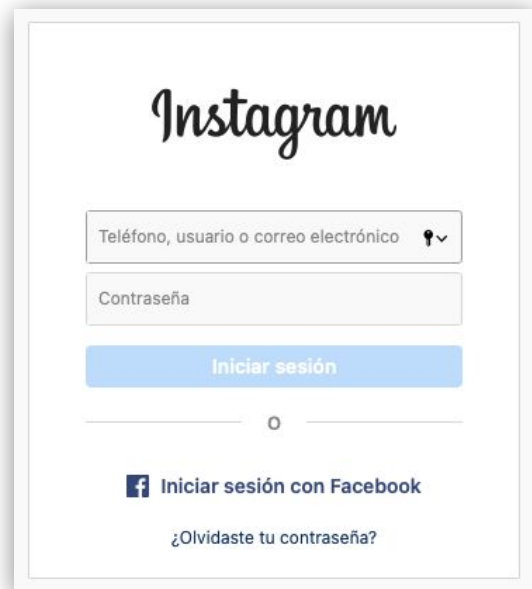 Instagram
Teléfono, usuario o correo electrónico
Contraseña
Iniciar sesión
O
Iniciar sesión con Facebook
¿Olvidaste tu contraseña?